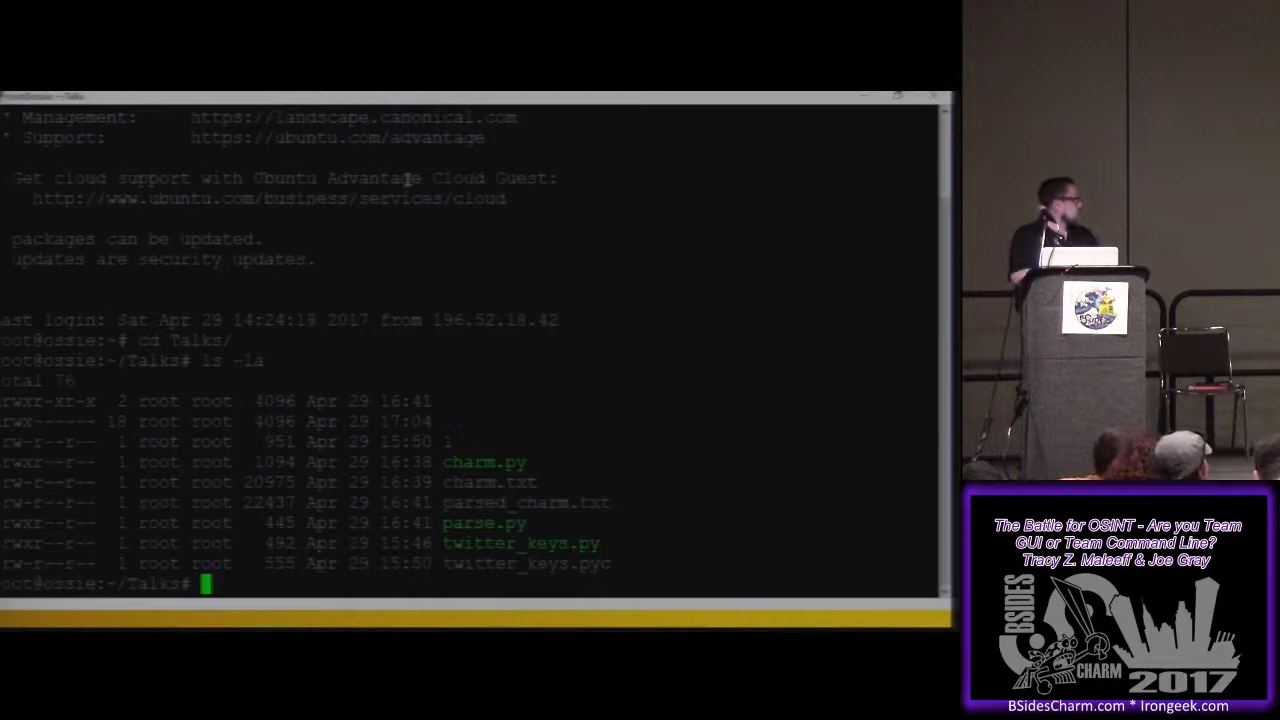 * Management: https://landscape.canonical.com
* Support: https://ubuntu.com/advantage
Get cloud support with Ubuntu Advantage Cloud Guest:
http://www.ubuntu.com/business/services/cloud
packages can be updated.
updates are security updates.
ast login: Sat Apr 29 14:24:18 2017 from 196.52.18.42
oot@ossie:~# cd Talks/
oot@ossie:~/Talks# ls -la
otal 76
rwxr-xr-x 2 root root 4096 Apr 29 16:41
rwx------ 18 root root 4096 Apr 29 17:04 ..
rw-r--r-- 1 root root 951 Apr 29 15:50 1
rwxr--r-- 1 root root 1094 Apr 29 16:38 charm.py
rw-r--r-- 1 root root 20975 Apr 29 16:39 charm.txt
rw-r--r-- 1 root root 22437 Apr 29 16:41 parsed_charm.txt
rwxr--r-- 1 root root 445 Apr 29 16:41 parse.py
rwxr--r-- 1 root root 492 Apr 29 15:46 twitter_keys.py
rw-r--r-- 1 root root 555 Apr 29 15:50 twitter_keys.pyc
oot@ossie:~/Talks#
The Battle for OSINT - Are you Team
GUI or Team Command Line?
Tracy Z. Maleeff & Joe Gray
BSIDES
CHARM
2017
BSidesCharm.com * Irongeek.com